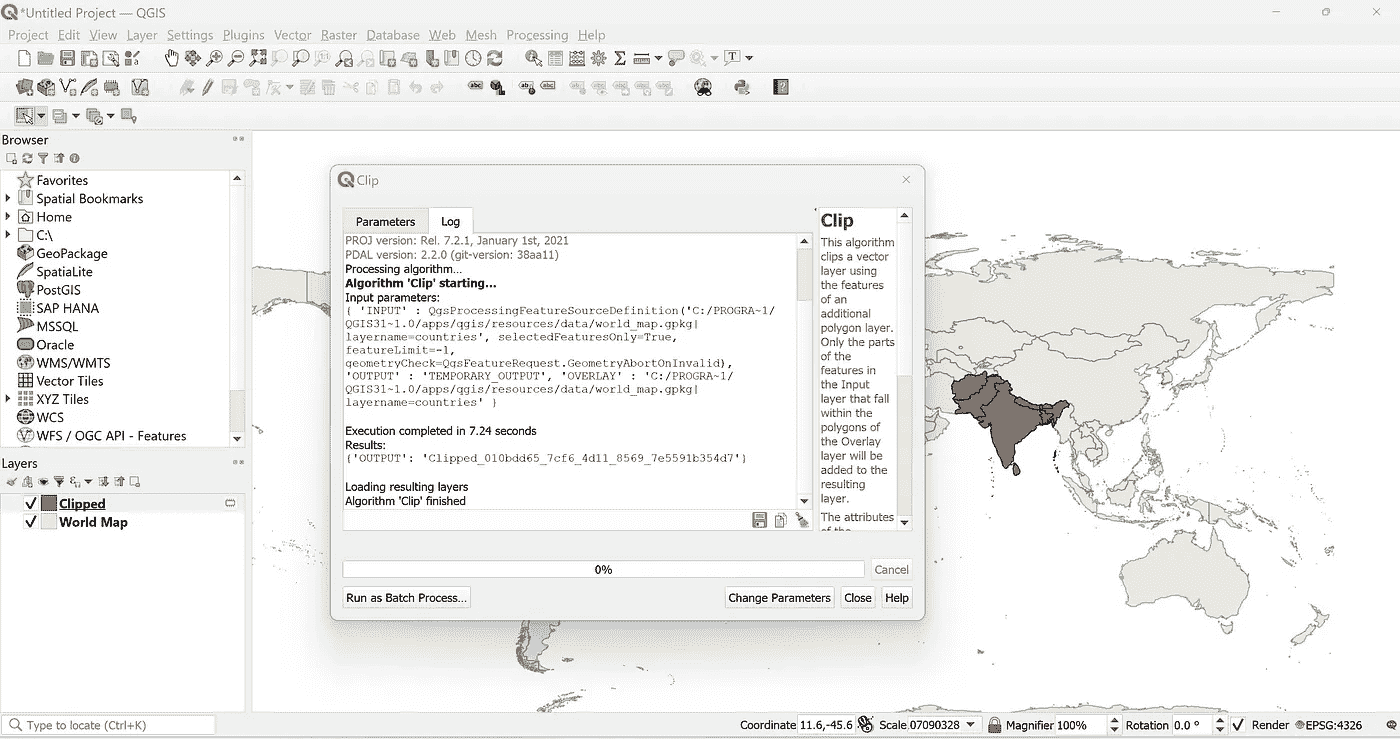 *Untitled Project — QGIS
Project Edit View Layer Settings Plugins Vector Raster Database Web Mesh Processing Help
Browser
Favorites
Spatial Bookmarks
Home
C:\
GeoPackage
SpatiaLite
PostGIS
SAP HANA
MSSQL
Oracle
WMS/WMTS
Vector Tiles
XYZ Tiles
WCS
WFS / OGC API - Features
Layers
Clipped
World Map
Clip
Parameters Log
PROJ version: Rel. 7.2.1, January 1st, 2021
PDAL version: 2.2.0 (git-version: 38aa11)
Processing algorithm…
Algorithm 'Clip' starting…
Input parameters:
{ 'INPUT' : QgsProcessingFeatureSourceDefinition('C:/PROGRA~1/
QGIS31~1.0/apps/qgis/resources/data/world_map.gpkg|
layername=countries', selectedFeaturesOnly=True,
featureLimit=-1,
geometryCheck=QgsFeatureRequest.GeometryAbortOnInvalid),
'OUTPUT' : 'TEMPORARY_OUTPUT', 'OVERLAY' : 'C:/PROGRA~1/
QGIS31~1.0/apps/qgis/resources/data/world_map.gpkg|
layername=countries' }
Execution completed in 7.24 seconds
Results:
{'OUTPUT': 'Clipped_010bdd65_7cf6_4d11_8569_7e5591b354d7'}
Loading resulting layers
Algorithm 'Clip' finished
Clip
This algorithm
clips a vector
layer using
the features
of an
additional
polygon layer.
Only the parts
of the
features in
the Input
layer that fall
within the
polygons of
the Overlay
layer will be
added to the
resulting
layer.
The attributes
0% Cancel
Run as Batch Process… Change Parameters Close Help
Type to locate (Ctrl+K) Coordinate 11.6,-45.6 Scale 07090328 Magnifier 100% Rotation 0.0 ° Render EPSG:4326